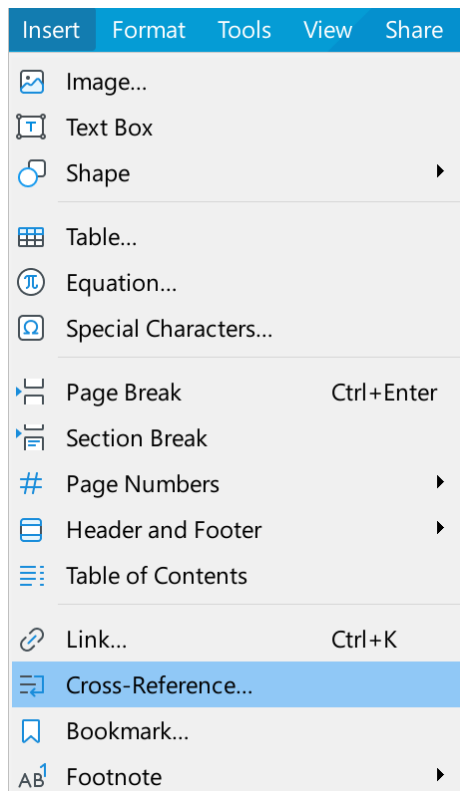 Insert Format Tools View Share
Image...
Text Box
Shape
Table...
Equation...
Special Characters...
Page Break Ctrl+Enter
Section Break
Page Numbers
Header and Footer
Table of Contents
Link... Ctrl+K
Cross-Reference...
Bookmark...
AB1 Footnote